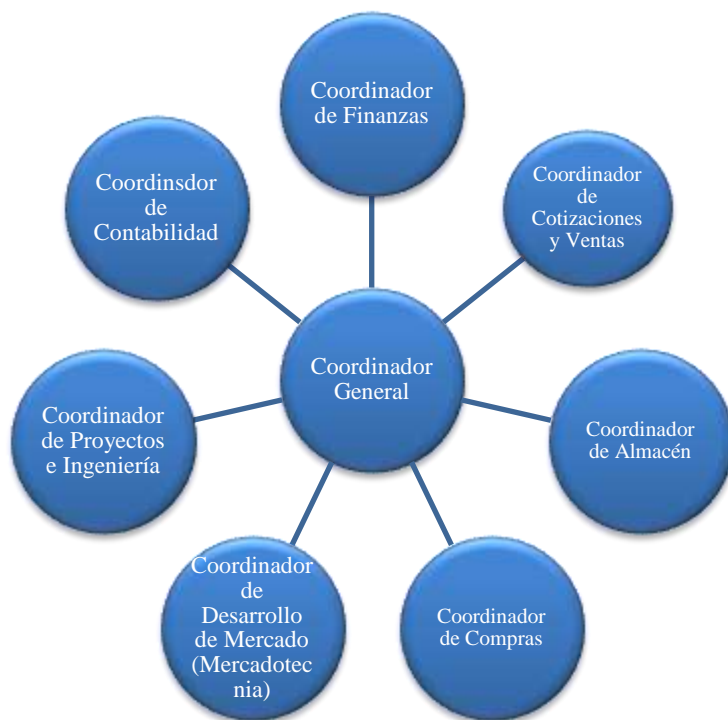 Coordinador
de Finanzas
Coordinador
de
Cotizaciones
y Ventas
Coordinsdor
de
Contabilidad
Coordinador
General
Coordinador
de Proyectos
e Ingeniería
Coordinador
de Almacén
Coordinador
de
Desarrollo
de Mercado
(Mercadotec
nia)
Coordinador
de Compras